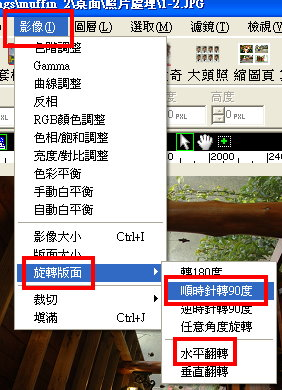 gs\muffin_2\桌面\照片處理\1-2.JPG
影像(I) 圖層(L) 選取(M) 濾鏡(T) 檢視(W)
色階調整
Gamma
曲線調整
反相
RGB顏色調整
色相/飽和調整
亮度/對比調整
色彩平衡
手動白平衡
自動白平衡
影像大小 Ctrl+I
版面大小
旋轉版面
裁切
填滿 Ctrl+J
奇 大頭照 縮圖頁
高度
0 PX
2000 240
轉180度
順時針轉90度
逆時針轉90度
任意角度旋轉
水平翻轉
垂直翻轉